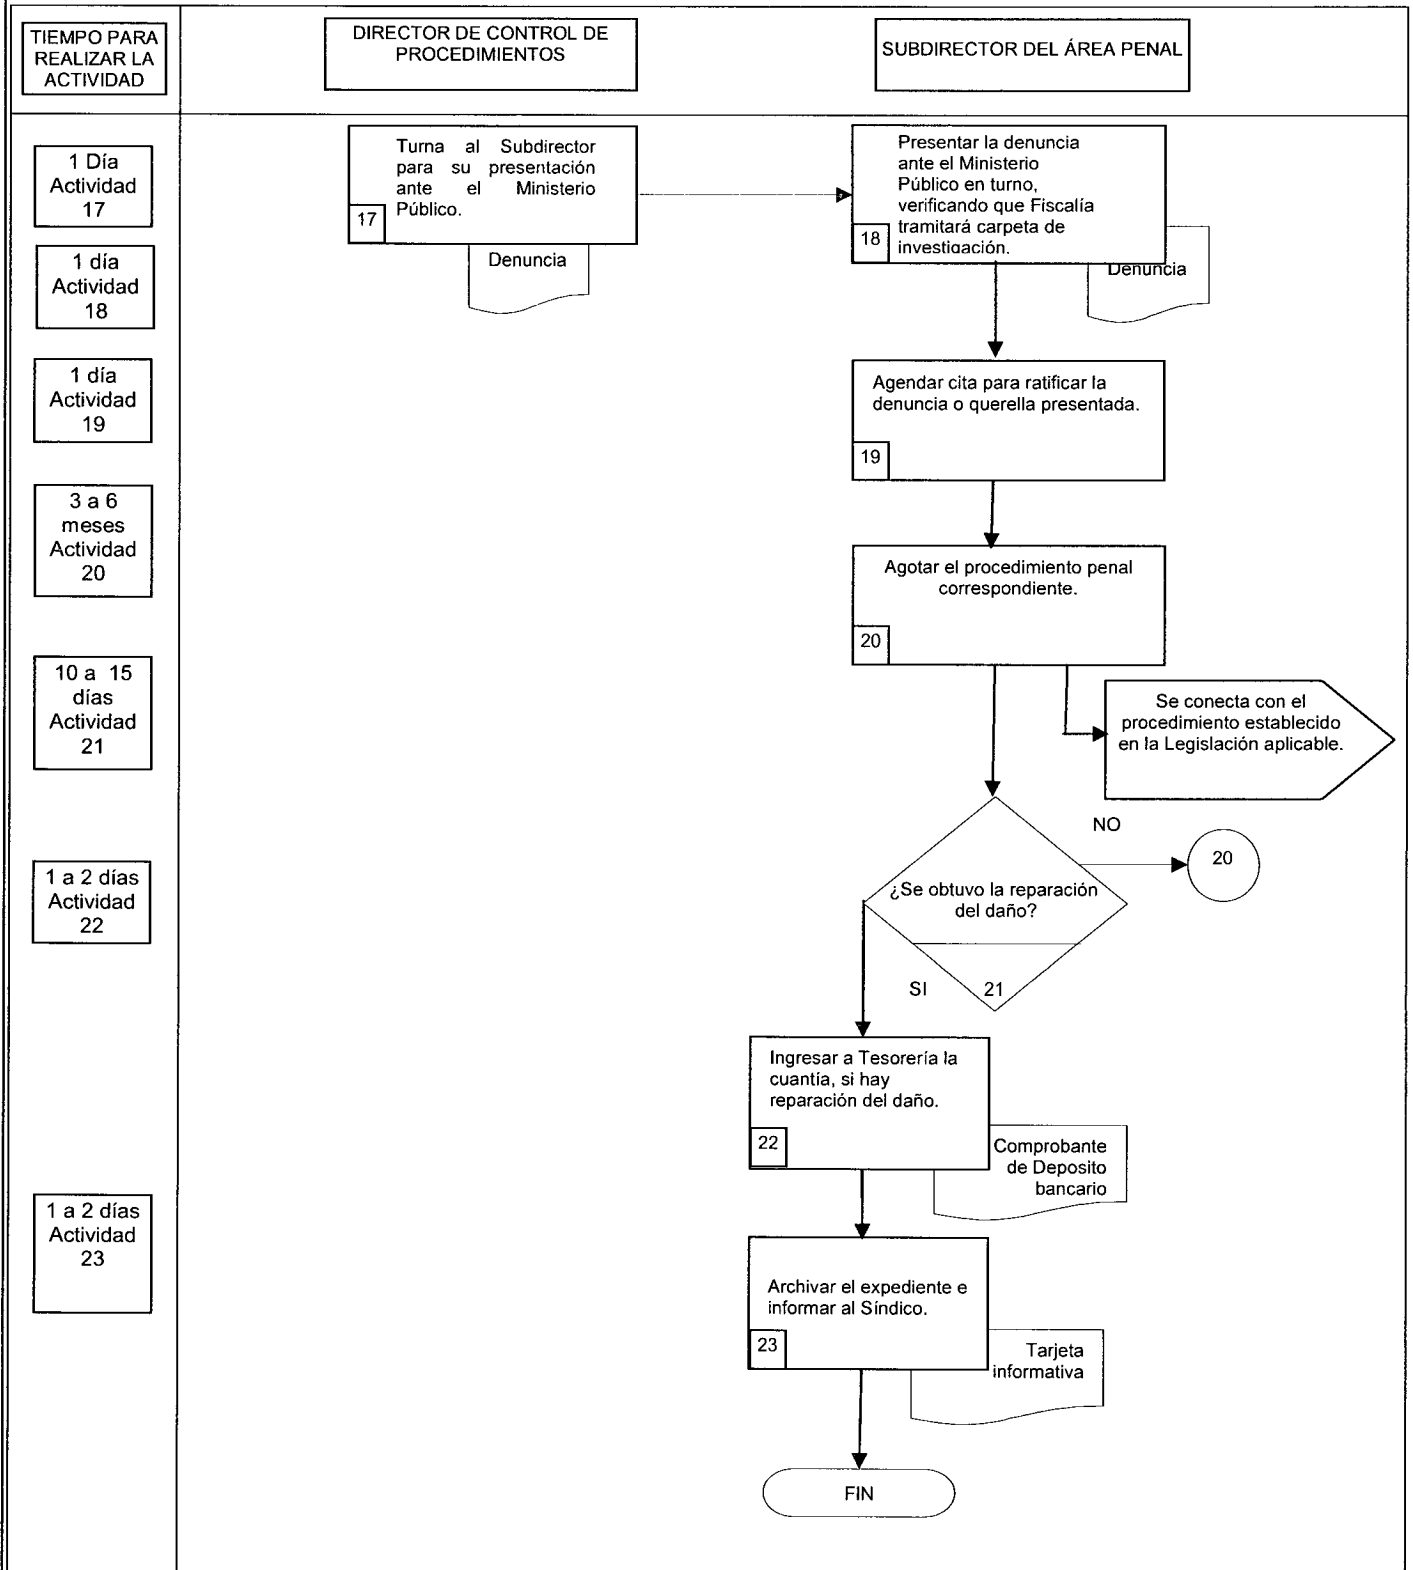 TIEMPO PARA
REALIZAR LA
ACTIVIDAD
DIRECTOR DE CONTROL DE
PROCEDIMIENTOS
SUBDIRECTOR DEL ÁREA PENAL
1 Día
Actividad
17
Turna al Subdirector
para su presentación
ante el Ministerio
Público.
17
Denuncia
Presentar la denuncia
ante el Ministerio
Público en turno,
verificando que Fiscalía
tramitará carpeta de
investigación.
18
Denuncia
1 día
Actividad
18
1 día
Actividad
19
Agendar cita para ratificar la
denuncia o querella presentada.
19
3 a 6
meses
Actividad
20
Agotar el procedimiento penal
correspondiente.
20
10 a 15
días
Actividad
21
Se conecta con el
procedimiento establecido
en la Legislación aplicable.
NO
20
¿Se obtuvo la reparación
del daño?
21
SI
1 a 2 días
Actividad
22
Ingresar a Tesorería la
cuantía, si hay
reparación del daño.
22
Comprobante
de Deposito
bancario
1 a 2 días
Actividad
23
Archivar el expediente e
informar al Síndico.
23
Tarjeta
informativa
FIN